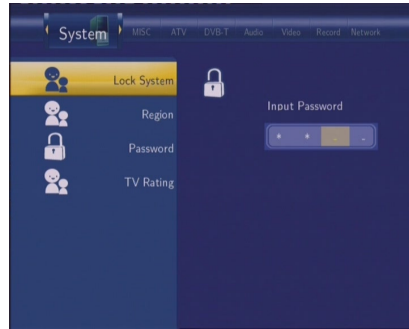 System MISC ATV DVB-T Audio Video Record Network
Lock System
Region
Input Password
* * _ _
Password
TV Rating